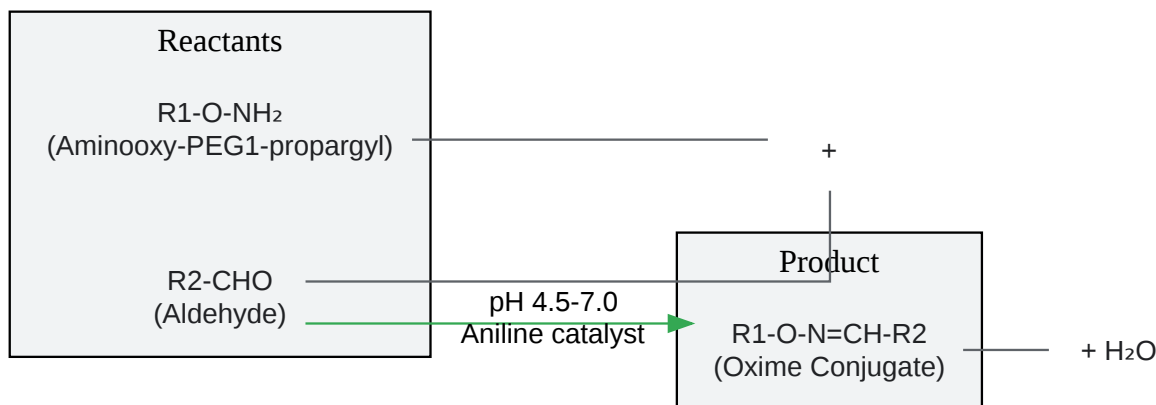 Reactants
R1-O-NH₂
(Aminooxy-PEG1-propargyl)
+
R2-CHO
(Aldehyde)
pH 4.5-7.0
Aniline catalyst
Product
R1-O-N=CH-R2
(Oxime Conjugate)
+ H₂O